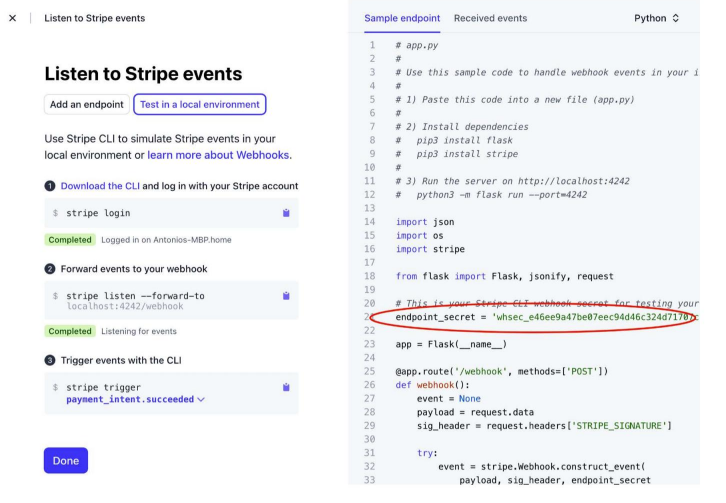 Listen to Stripe events
Listen to Stripe events
Add an endpoint
Test in a local environment
Use Stripe CLI to simulate Stripe events in your
local environment or learn more about Webhooks.
1 Download the CLI and log in with your Stripe account
$ stripe login
Completed Logged in on Antonios-MBP.home
2 Forward events to your webhook
$ stripe listen --forward-to
localhost:4242/webhook
Completed Listening for events
3 Trigger events with the CLI
$ stripe trigger
payment_intent.succeeded
Done
Sample endpoint Received events Python
1 # app.py
2 #
3 # Use this sample code to handle webhook events in your i
4 #
5 # 1) Paste this code into a new file (app.py)
6 #
7 # 2) Install dependencies
8 #   pip3 install flask
9 #   pip3 install stripe
10 #
11 # 3) Run the server on http://localhost:4242
12 #   python3 -m flask run --port=4242
13
14 import json
15 import os
16 import stripe
17
18 from flask import Flask, jsonify, request
19
20 # This is your Stripe CLI webhook secret for testing your
21 endpoint_secret = 'whsec_e46ee9a47be07eec94d46c324d71707c
22
23 app = Flask(__name__)
24
25 @app.route('/webhook', methods=['POST'])
26 def webhook():
27     event = None
28     payload = request.data
29     sig_header = request.headers['STRIPE_SIGNATURE']
30
31     try:
32         event = stripe.Webhook.construct_event(
33             payload, sig_header, endpoint_secret